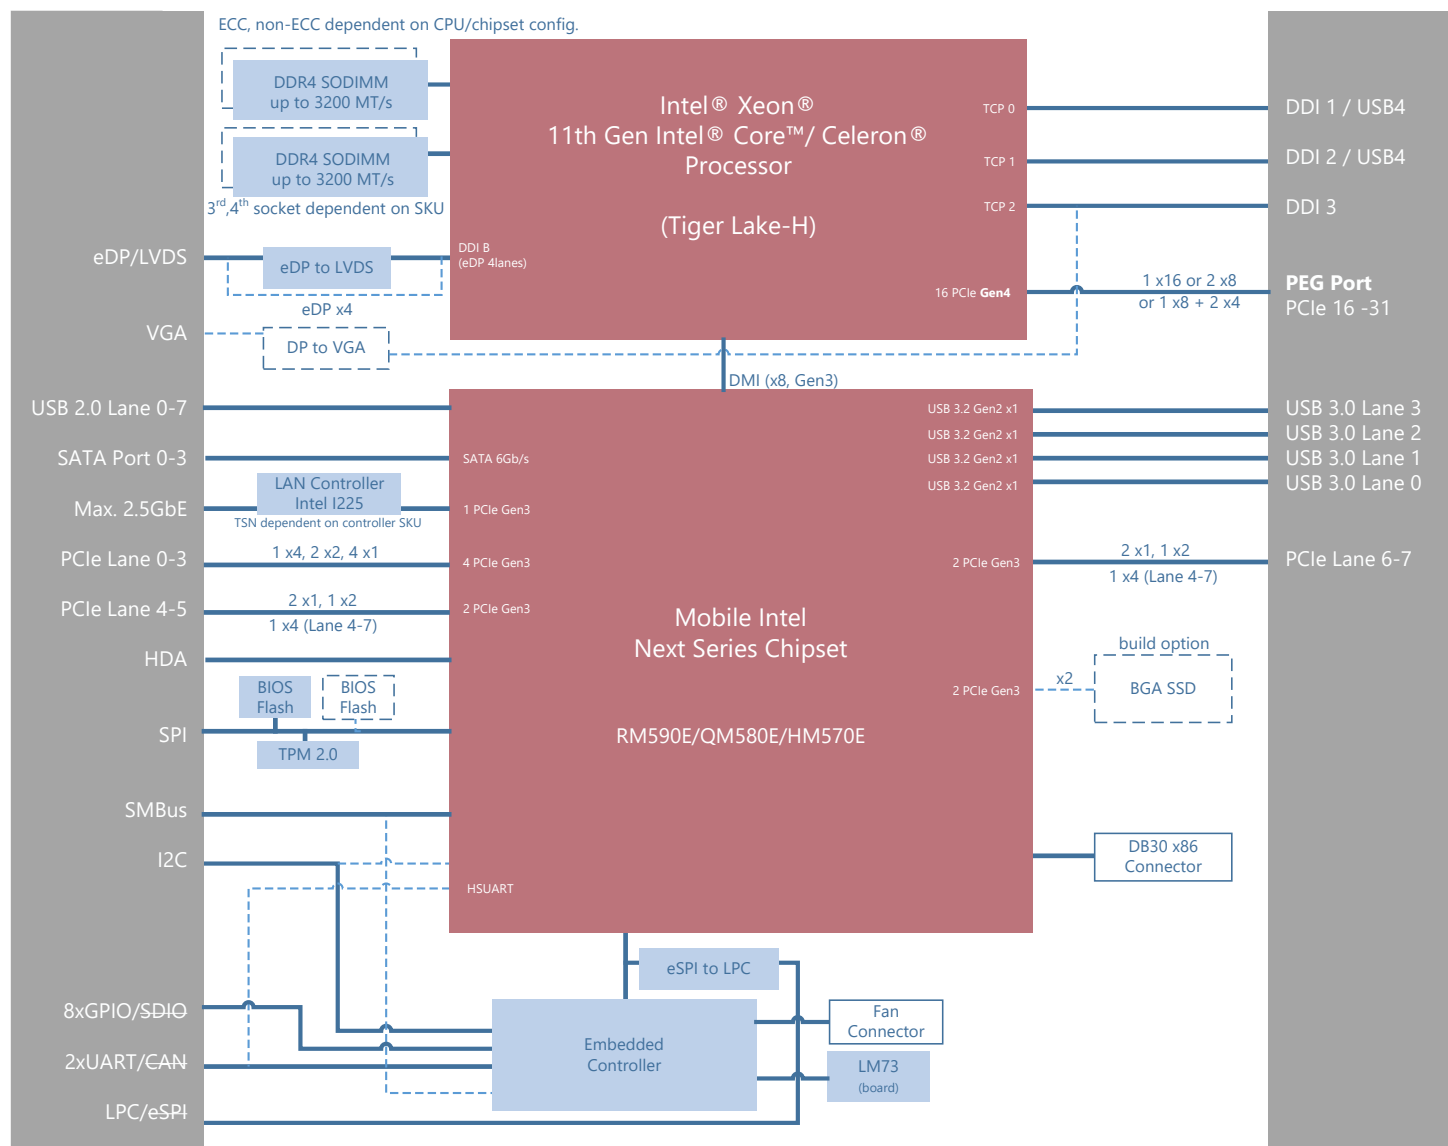 ECC, non-ECC dependent on CPU/chipset config.
DDR4 SODIMM
up to 3200 MT/s
DDR4 SODIMM
up to 3200 MT/s
3rd,4th socket dependent on SKU
Intel® Xeon®
11th Gen Intel® Core™/ Celeron®
Processor
(Tiger Lake-H)
TCP 0
TCP 1
TCP 2
16 PCIe Gen4
DDI B
(eDP 4lanes)
DDI 1 / USB4
DDI 2 / USB4
DDI 3
1 x16 or 2 x8
or 1 x8 + 2 x4
PEG Port
PCIe 16 -31
eDP/LVDS
eDP to LVDS
eDP x4
VGA
DP to VGA
DMI (x8, Gen3)
USB 2.0 Lane 0-7
SATA Port 0-3
SATA 6Gb/s
LAN Controller
Intel I225
TSN dependent on controller SKU
Max. 2.5GbE
1 PCIe Gen3
PCIe Lane 0-3
1 x4, 2 x2, 4 x1
4 PCIe Gen3
PCIe Lane 4-5
2 x1, 1 x2
1 x4 (Lane 4-7)
2 PCIe Gen3
HDA
BIOS
Flash
BIOS
Flash
SPI
TPM 2.0
SMBus
I2C
HSUART
Mobile Intel
Next Series Chipset
RM590E/QM580E/HM570E
USB 3.2 Gen2 x1
USB 3.2 Gen2 x1
USB 3.2 Gen2 x1
USB 3.2 Gen2 x1
USB 3.0 Lane 3
USB 3.0 Lane 2
USB 3.0 Lane 1
USB 3.0 Lane 0
2 PCIe Gen3
2 x1, 1 x2
1 x4 (Lane 4-7)
PCIe Lane 6-7
build option
2 PCIe Gen3
x2
BGA SSD
DB30 x86
Connector
eSPI to LPC
8xGPIO/SDIO
2xUART/CAN
LPC/eSPI
Embedded
Controller
Fan
Connector
LM73
(board)